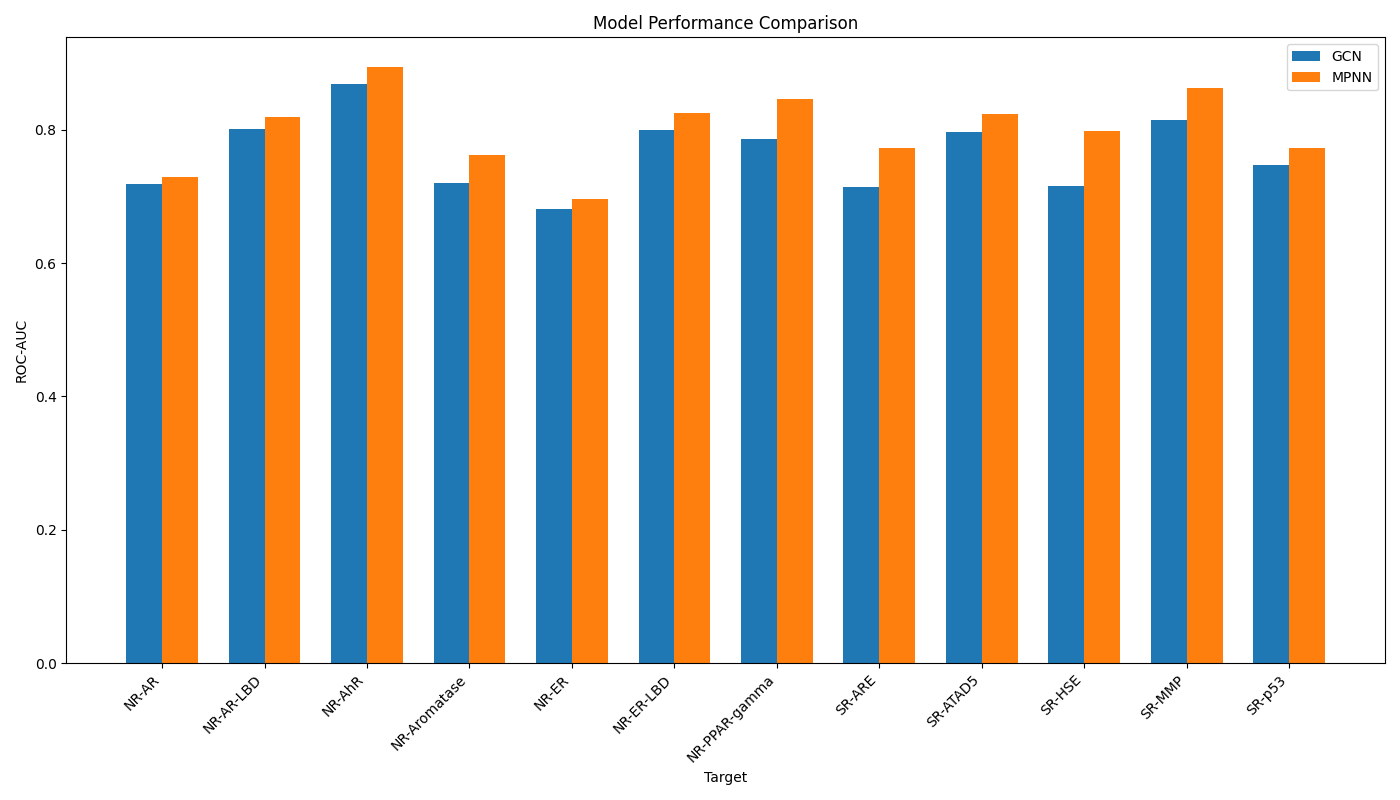 Model Performance Comparison
GCN
MPNN
ROC-AUC
0.8
0.6
0.4
0.2
0.0
NR-AR
NR-AR-LBD
NR-AhR
NR-Aromatase
NR-ER
NR-ER-LBD
NR-PPAR-gamma
SR-ARE
SR-ATAD5
SR-HSE
SR-MMP
SR-p53
Target